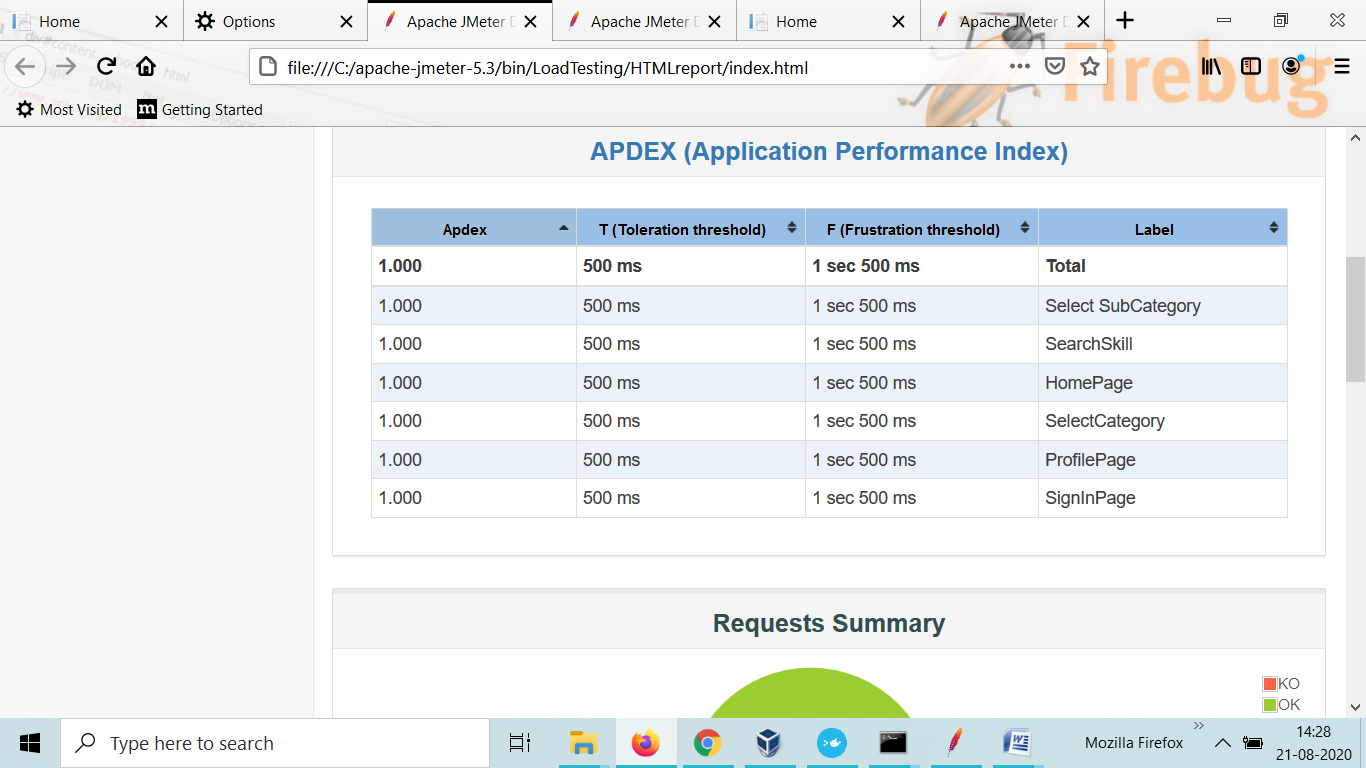 Home Options Apache JMeter D Apache JMeter D Home Apache JMeter D
file:///C:/apache-jmeter-5.3/bin/LoadTesting/HTMLreport/index.html
Firebug
Most Visited m Getting Started
APDEX (Application Performance Index)
Apdex T (Toleration threshold) F (Frustration threshold) Label
1.000 500 ms 1 sec 500 ms Total
1.000 500 ms 1 sec 500 ms Select SubCategory
1.000 500 ms 1 sec 500 ms SearchSkill
1.000 500 ms 1 sec 500 ms HomePage
1.000 500 ms 1 sec 500 ms SelectCategory
1.000 500 ms 1 sec 500 ms ProfilePage
1.000 500 ms 1 sec 500 ms SignInPage
Requests Summary
KO
OK
Type here to search Mozilla Firefox 14:28
21-08-2020